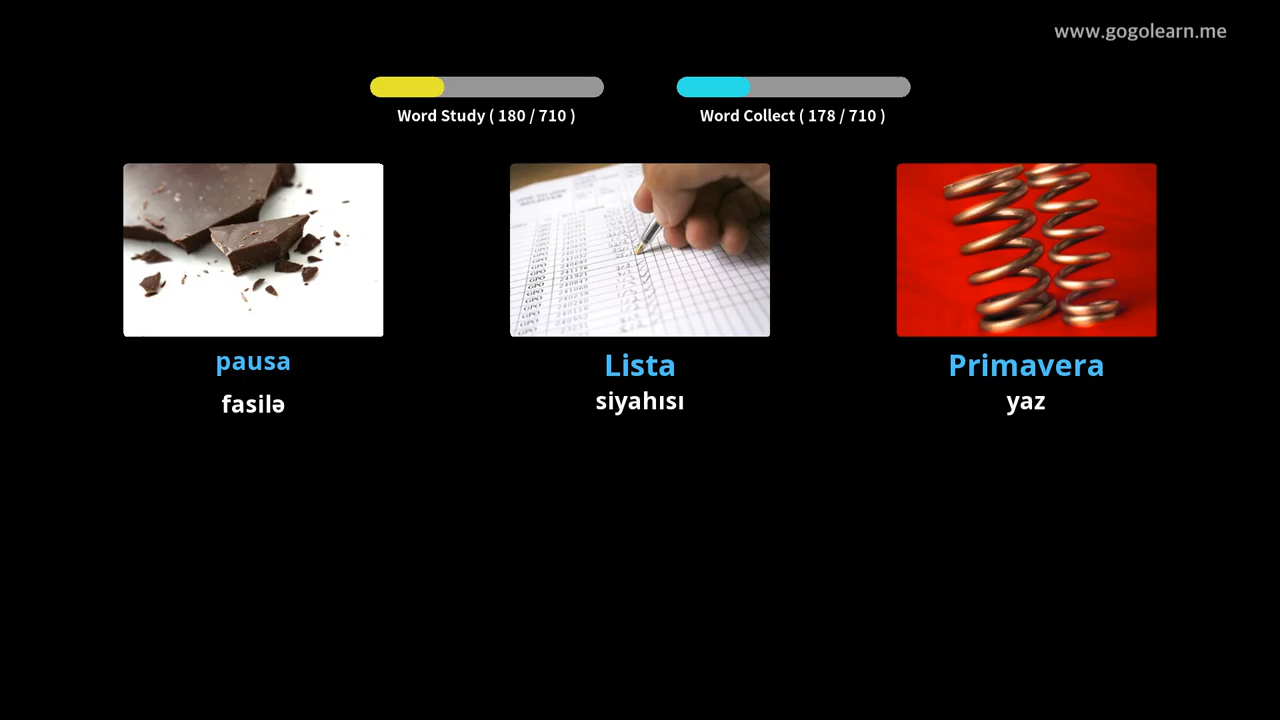 www.gogolearn.me
Word Study ( 180 / 710 )
Word Collect ( 178 / 710 )
pausa
fasilə
Lista
siyahısı
Primavera
yaz